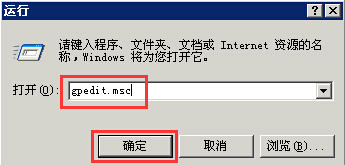 运行
请键入程序、文件夹、文档或 Internet 资源的名
称，Windows 将为您打开它。
打开(O): gpedit.msc
确定 取消 浏览(B)...